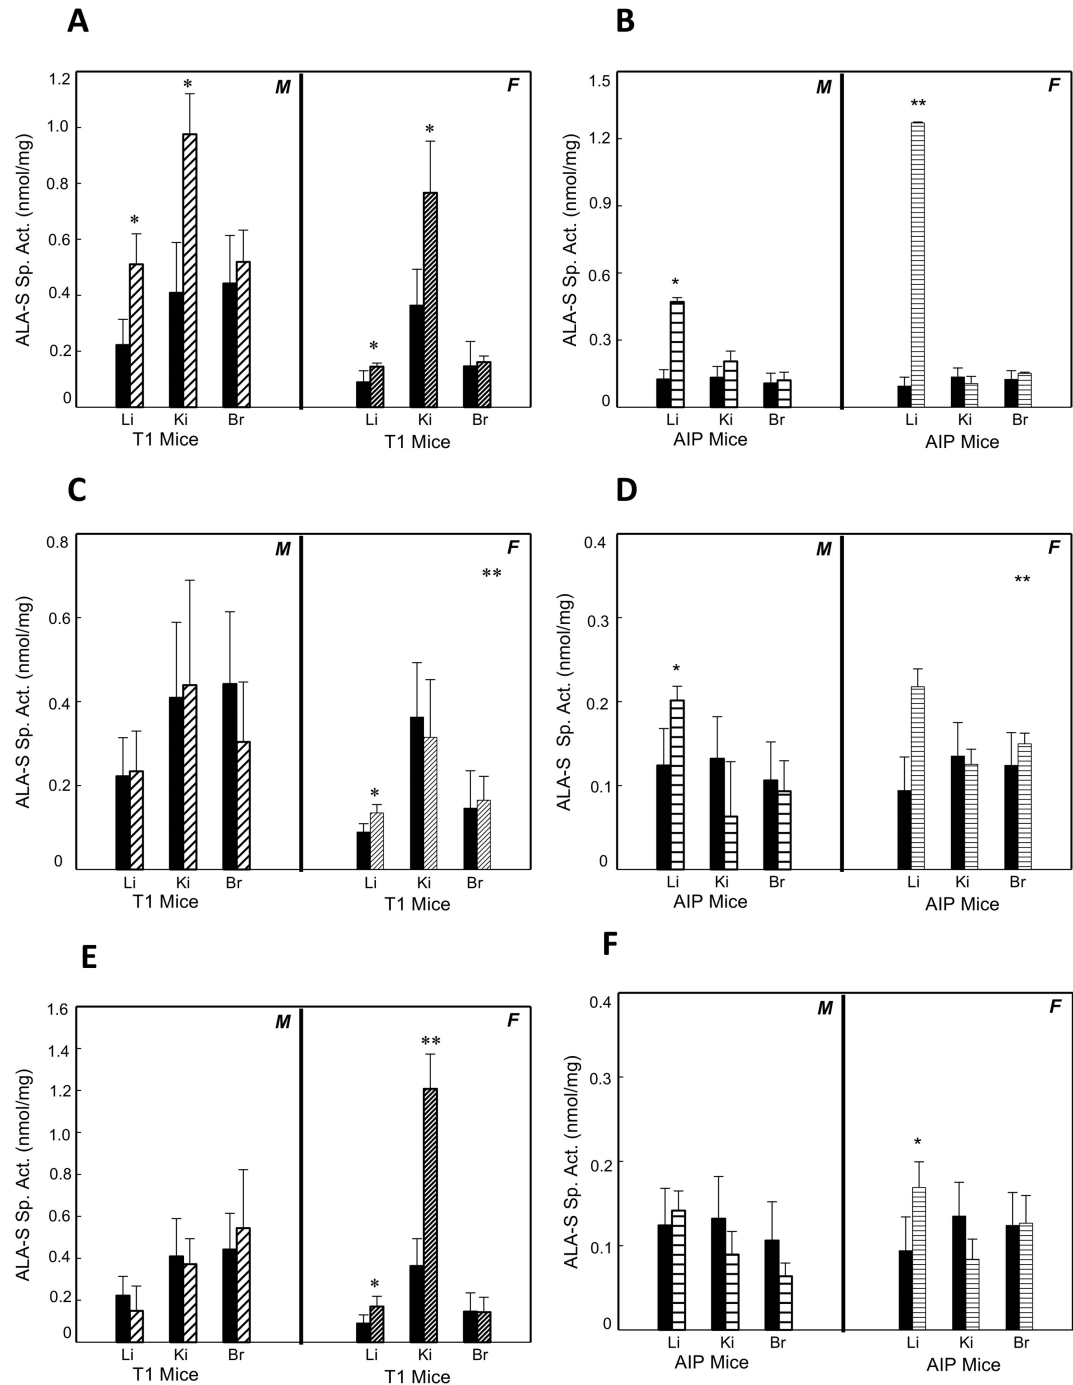 A
ALA-S Sp. Act. (nmol/mg)
1.2
1.0
0.8
0.6
0.4
0.2
0
M
F
*
*
*
*
Li Ki Br
T1 Mice
Li Ki Br
T1 Mice
B
ALA-S Sp. Act. (nmol/mg)
1.5
1.2
0.9
0.6
0.3
0
M
F
*
**
Li Ki Br
AIP Mice
Li Ki Br
AIP Mice
C
ALA-S Sp. Act. (nmol/mg)
0.8
0.6
0.4
0.2
0
M
F
**
*
Li Ki Br
T1 Mice
Li Ki Br
T1 Mice
D
ALA-S Sp. Act. (nmol/mg)
0.4
0.3
0.2
0.1
0
M
F
*
**
Li Ki Br
AIP Mice
Li Ki Br
AIP Mice
E
ALA-S Sp. Act. (nmol/mg)
1.6
1.4
1.2
1.0
0.8
0.6
0.4
0.2
0
M
F
*
**
Li Ki Br
T1 Mice
Li Ki Br
T1 Mice
F
ALA-S Sp. Act. (nmol/mg)
0.4
0.3
0.2
0.1
0
M
F
*
Li Ki Br
AIP Mice
Li Ki Br
AIP Mice